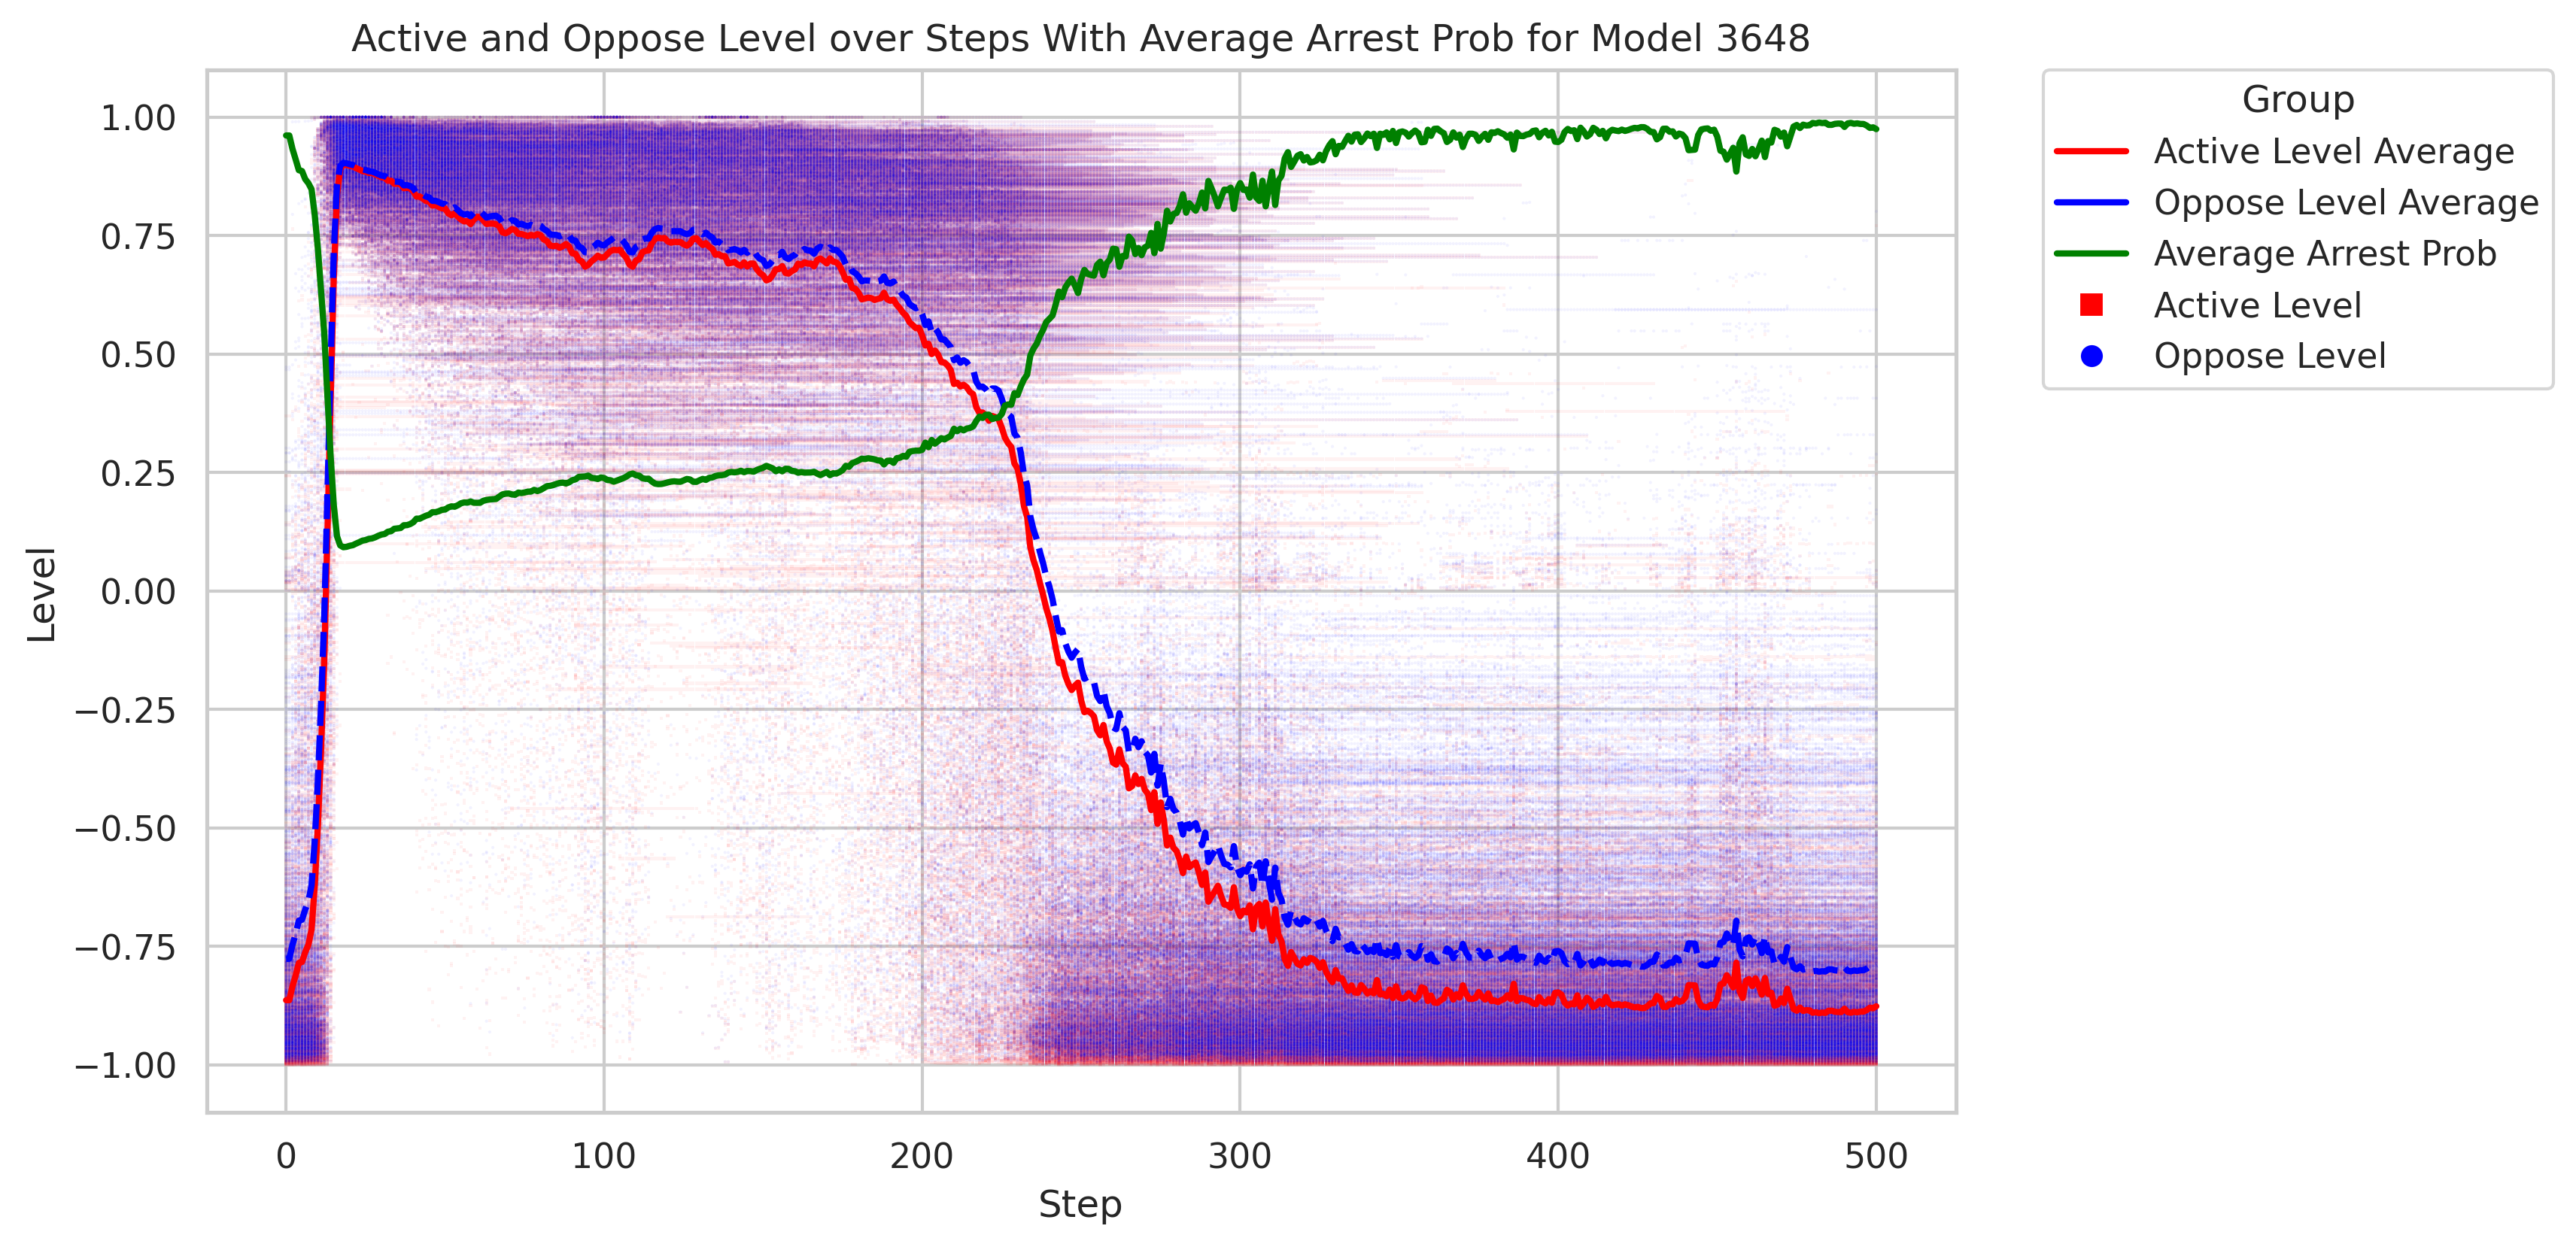 Active and Oppose Level over Steps With Average Arrest Prob for Model 3648
Group
Active Level Average
Oppose Level Average
Average Arrest Prob
Active Level
Oppose Level
Level
1.00
0.75
0.50
0.25
0.00
−0.25
−0.50
−0.75
−1.00
0 100 200 300 400 500
Step